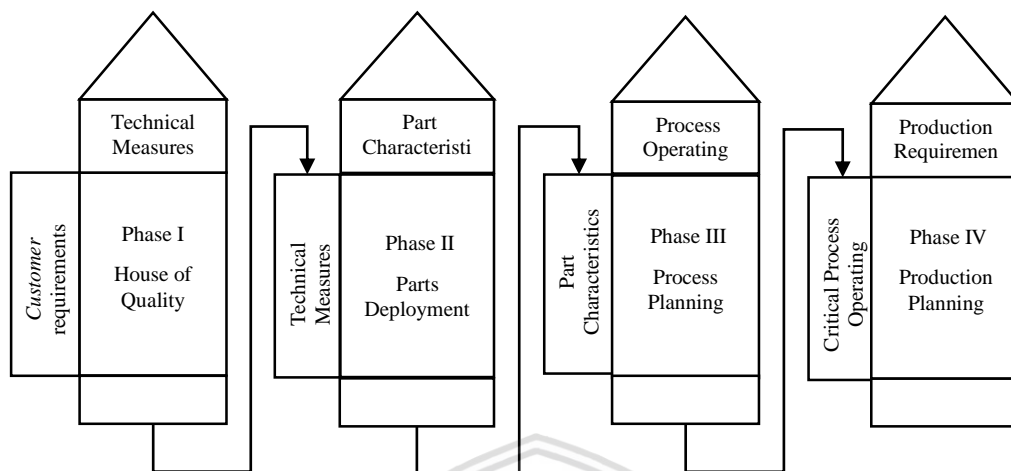 Technical
Measures
Customer
requirements
Phase I
House of
Quality
Part
Characteristi
Technical
Measures
Phase II
Parts
Deployment
Process
Operating
Part
Characteristics
Phase III
Process
Planning
Production
Requiremen
Critical Process
Operating
Phase IV
Production
Planning